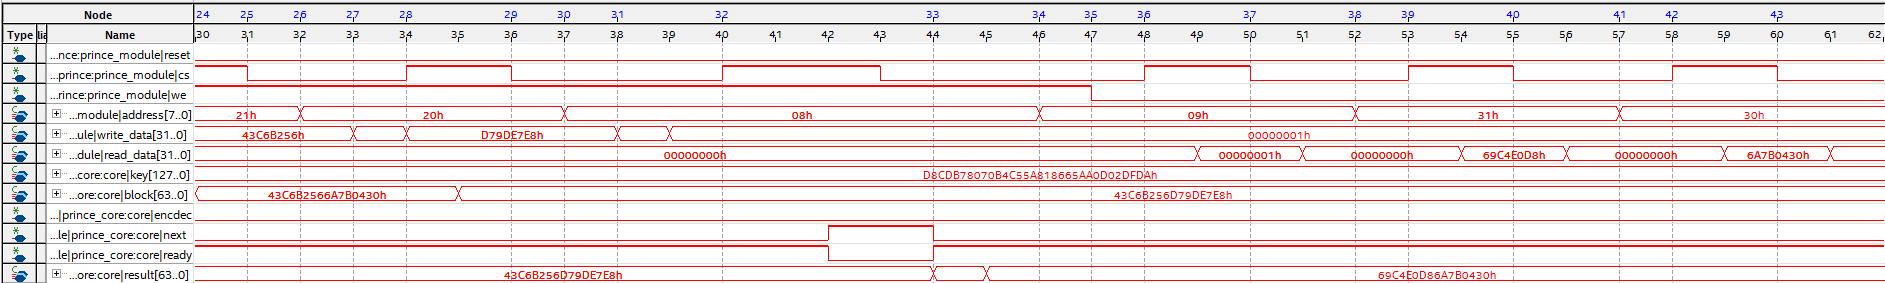 Node 24 25 26 27 28 29 30 31 32 33 34 35 36 37 38 39 40 41 42 43
Type Alia Name 30 31 32 33 34 35 36 37 38 39 40 41 42 43 44 45 46 47 48 49 50 51 52 53 54 55 56 57 58 59 60 61 62
...nce:prince_module|reset
...prince:prince_module|cs
...rince:prince_module|we
...module|address[7..0] 21h 20h 08h 09h 31h 30h
...ule|write_data[31..0] 43C6B256h D79DE7E8h 00000001h
...dule|read_data[31..0] 00000000h 00000001h 00000000h 69C4E0D8h 00000000h 6A7B0430h
...core:core|key[127..0] D8CDB78070B4C55A818665AA0D02DFDAh
...ore:core|block[63..0] 43C6B2566A7B0430h 43C6B256D79DE7E8h
...|prince_core:core|encdec
...le|prince_core:core|next
...le|prince_core:core|ready
...ore:core|result[63..0] 43C6B256D79DE7E8h 69C4E0D86A7B0430h